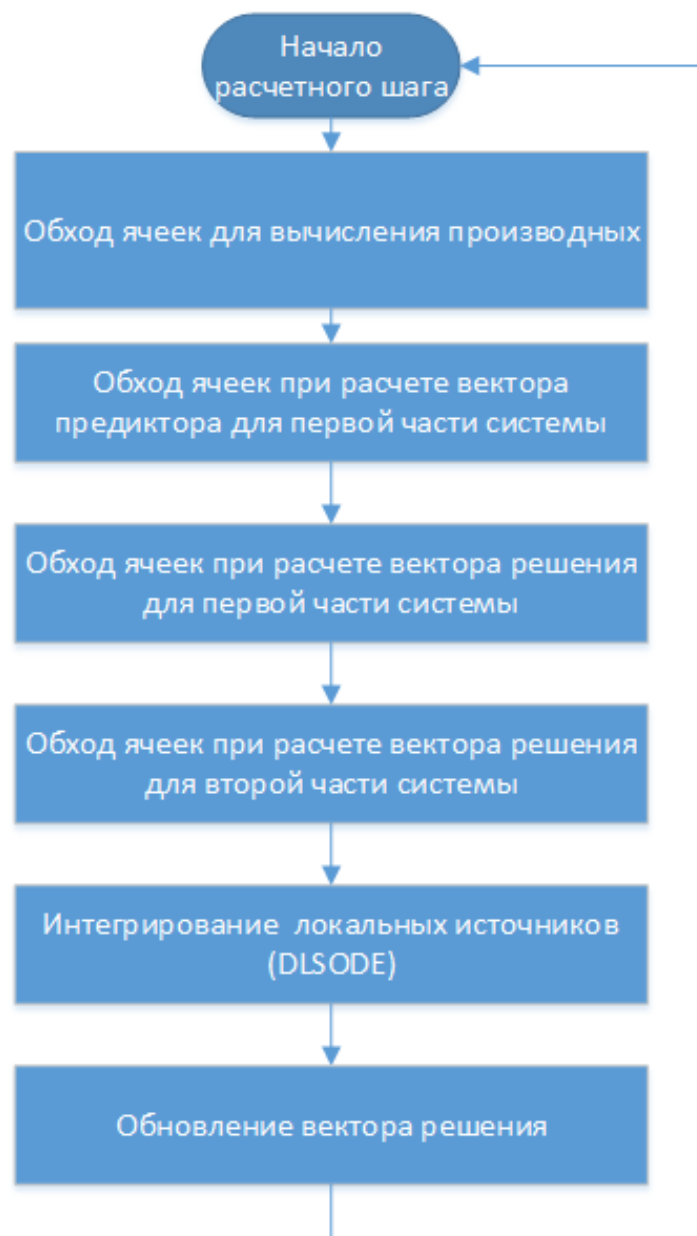 Начало
расчетного шага
Обход ячеек для вычисления производных
Обход ячеек при расчете вектора
предиктора для первой части системы
Обход ячеек при расчете вектора решения
для первой части системы
Обход ячеек при расчете вектора решения
для второй части системы
Интегрирование локальных источников
(DLSODE)
Обновление вектора решения